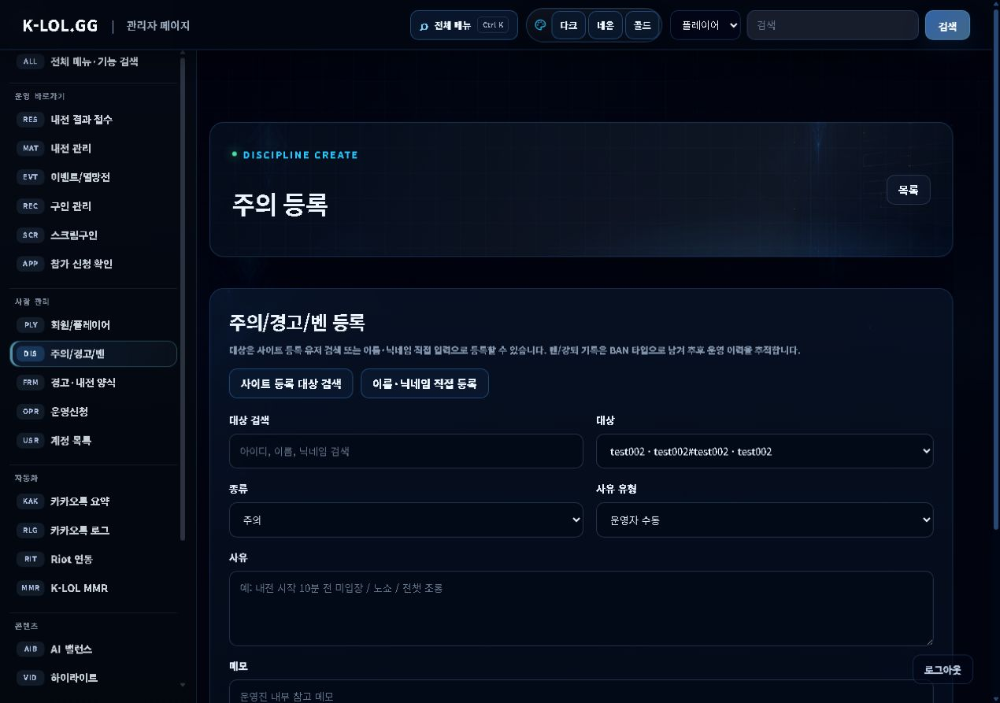 K-LOL.GG
관리자 페이지
전체 메뉴 Ctrl K
다크
네온
골드
플레이어
검색
검색
ALL 전체 메뉴·기능 검색
운영 바로가기
RES 내전 결과 접수
MAT 내전 관리
EVT 이벤트/멸망전
REC 구인 관리
SCR 스크림구인
APP 참가 신청 확인
사람 관리
PLY 회원/플레이어
DIS 주의/경고/벤
FRM 경고·내전 양식
OPR 운영신청
USR 계정 목록
자동화
KAK 카카오톡 요약
RLG 카카오톡 로그
RIT Riot 연동
MMR K-LOL MMR
콘텐츠
AIB AI 밸런스
VID 하이라이트
DISCIPLINE CREATE
주의 등록
목록
주의/경고/벤 등록
대상은 사이트 등록 유저 검색 또는 이름·닉네임 직접 입력으로 등록할 수 있습니다. 벤/강퇴 기록은 BAN 타입으로 남겨 추후 운영 이력을 추적합니다.
사이트 등록 대상 검색
이름·닉네임 직접 등록
대상 검색
아이디, 이름, 닉네임 검색
대상
test002 · test002#test002 · test002
종류
주의
사유 유형
운영자 수동
사유
예: 내전 시작 10분 전 미입장 / 노쇼 / 전챗 조롱
메모
운영진 내부 참고 메모
로그아웃